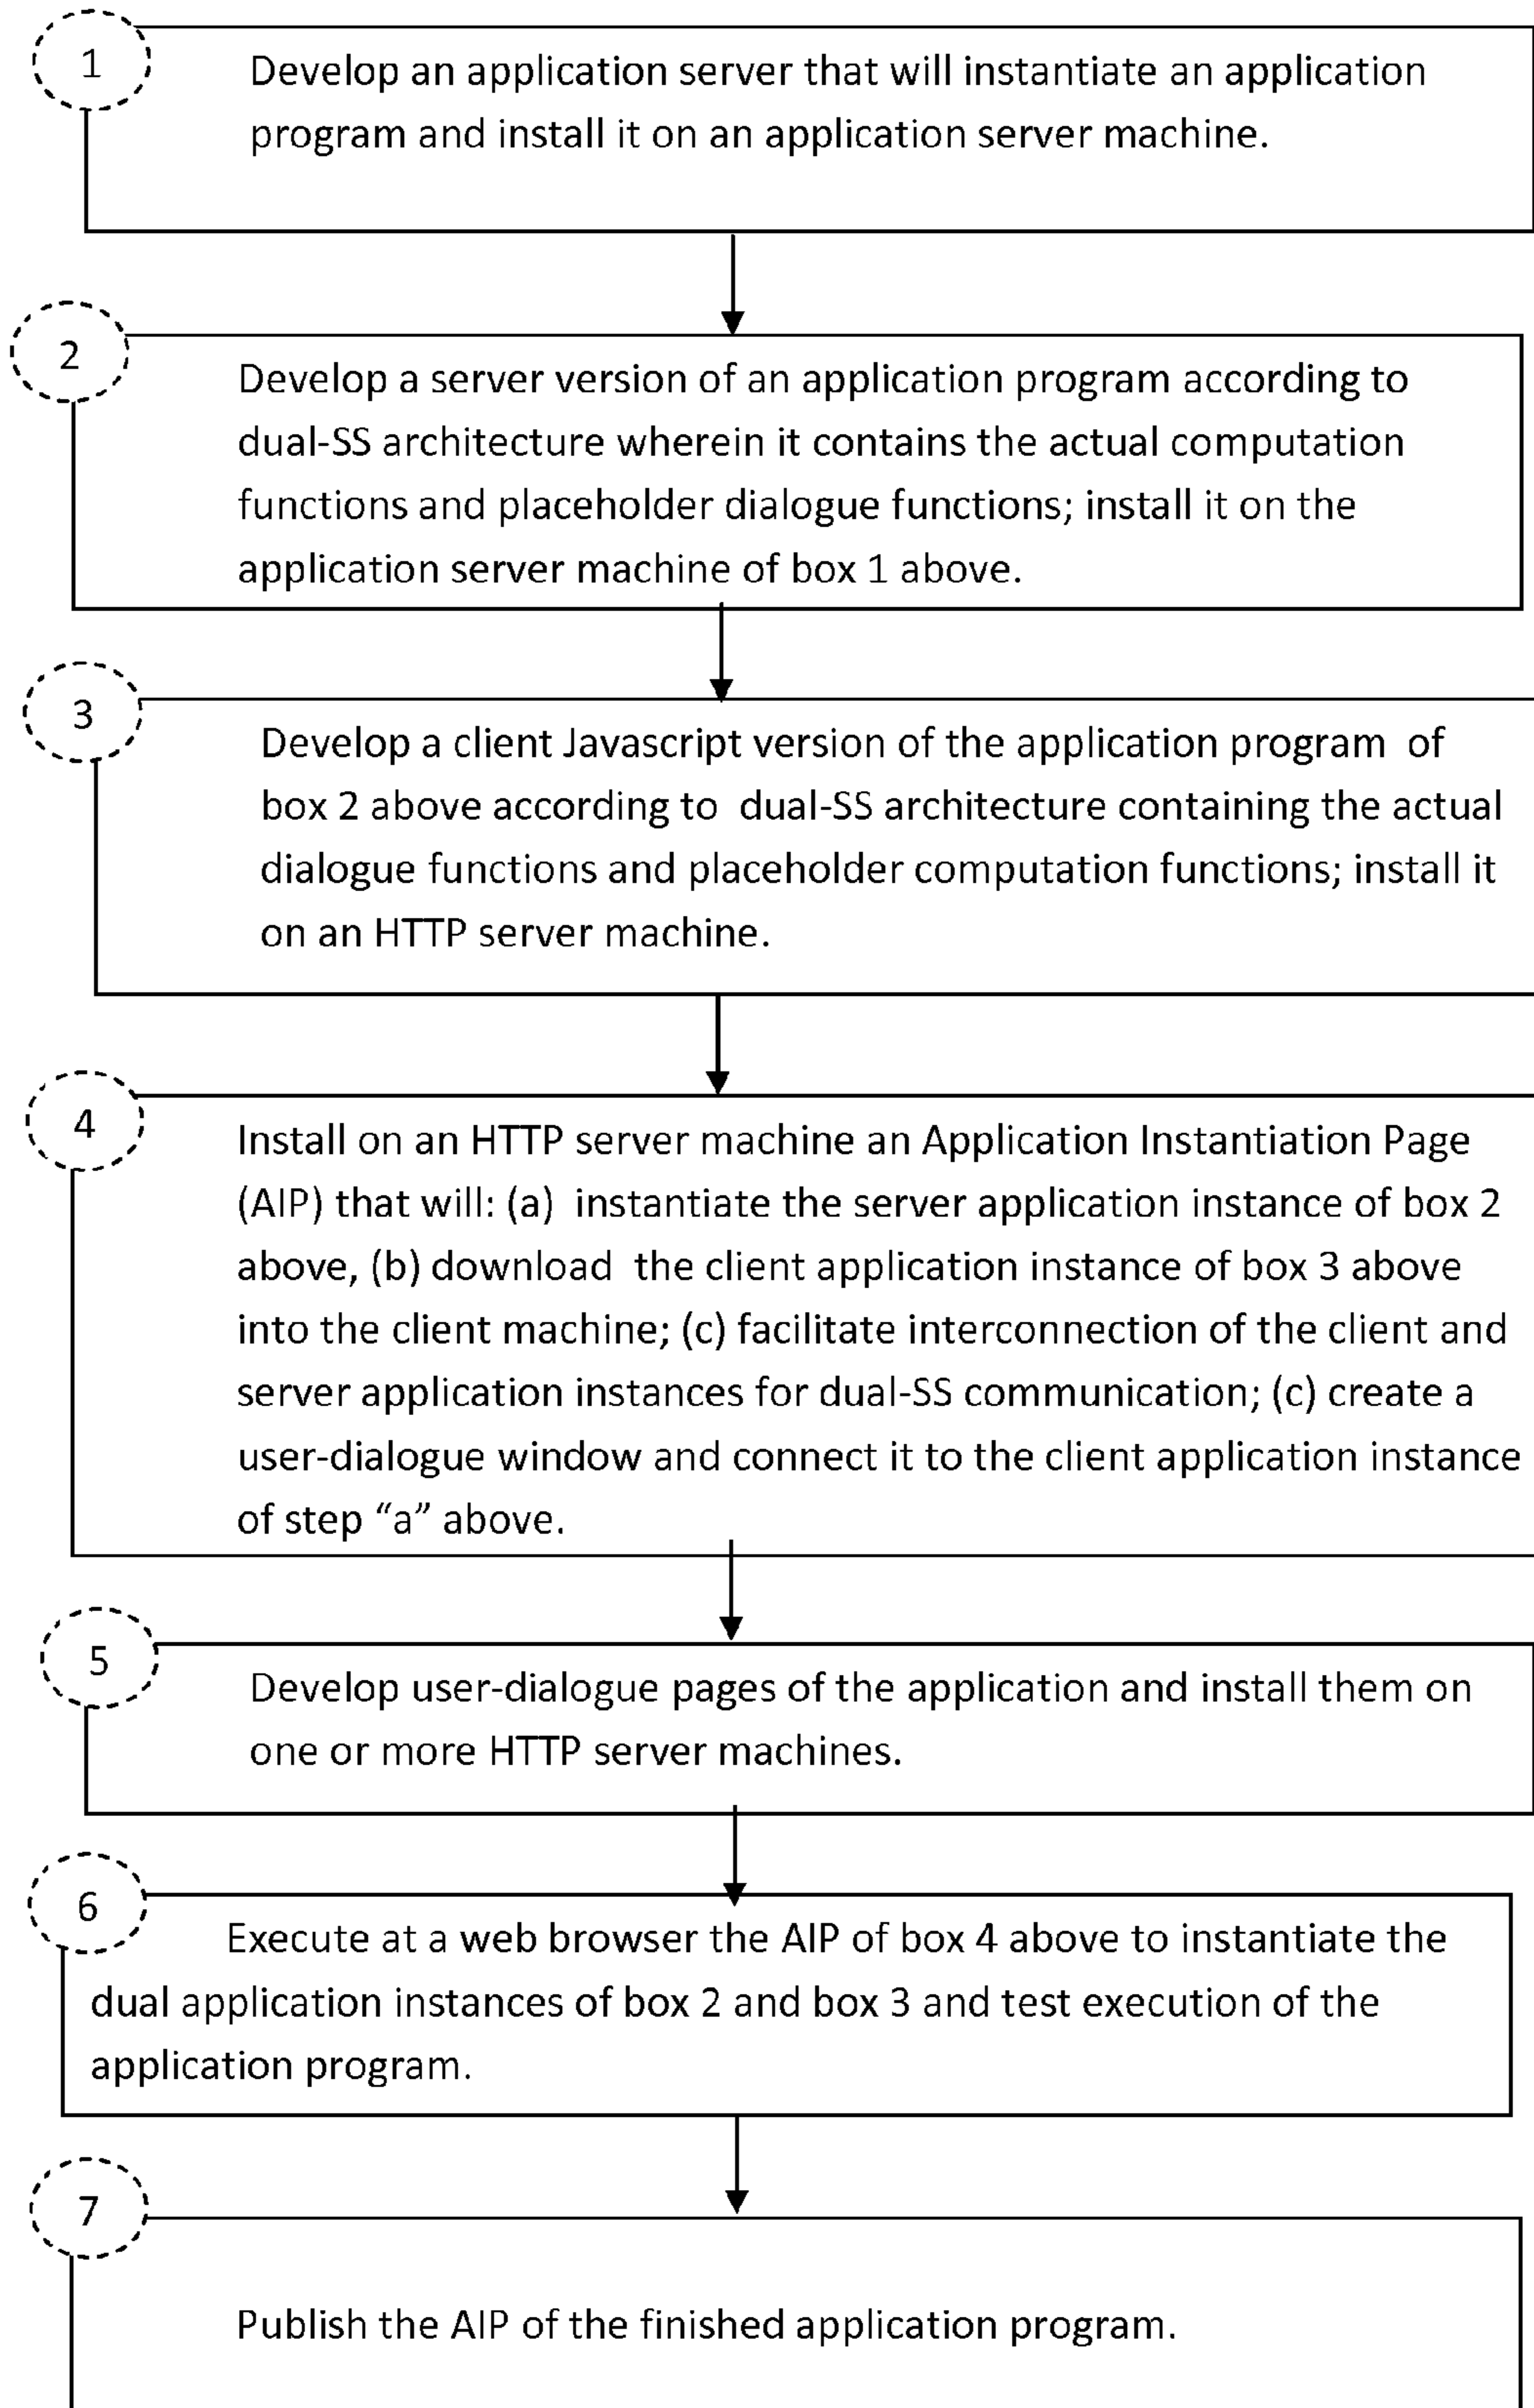 1
Develop an application server that will instantiate an application
program and install it on an application server machine.
2
Develop a server version of an application program according to
dual-SS architecture wherein it contains the actual computation
functions and placeholder dialogue functions; install it on the
application server machine of box 1 above.
3
Develop a client Javascript version of the application program of
box 2 above according to dual-SS architecture containing the actual
dialogue functions and placeholder computation functions; install it
on an HTTP server machine.
4
Install on an HTTP server machine an Application Instantiation Page
(AIP) that will: (a) instantiate the server application instance of box 2
above, (b) download the client application instance of box 3 above
into the client machine; (c) facilitate interconnection of the client and
server application instances for dual-SS communication; (c) create a
user-dialogue window and connect it to the client application instance
of step “a” above.
5
Develop user-dialogue pages of the application and install them on
one or more HTTP server machines.
6
Execute at a web browser the AIP of box 4 above to instantiate the
dual application instances of box 2 and box 3 and test execution of the
application program.
7
Publish the AIP of the finished application program.